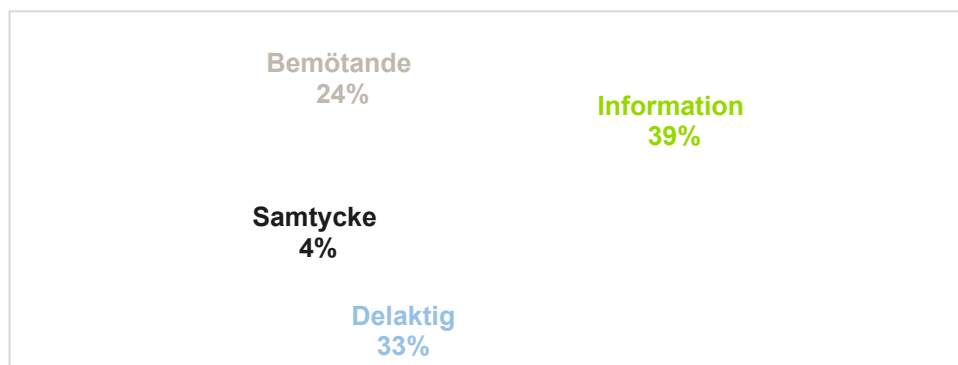 Bemötande
24%
Information
39%
Samtycke
4%
Delaktig
33%